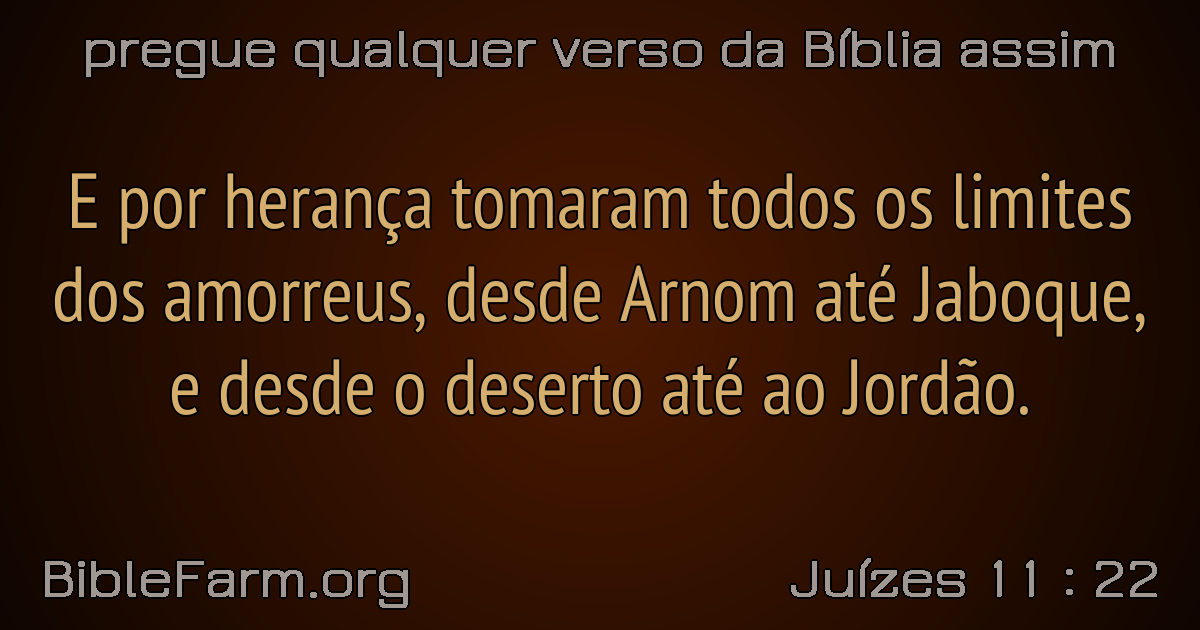 pregue qualquer verso da Bíblia assim
E por herança tomaram todos os limites
dos amorreus, desde Arnom até Jaboque,
e desde o deserto até ao Jordão.
BibleFarm.org
Juízes 11 : 22